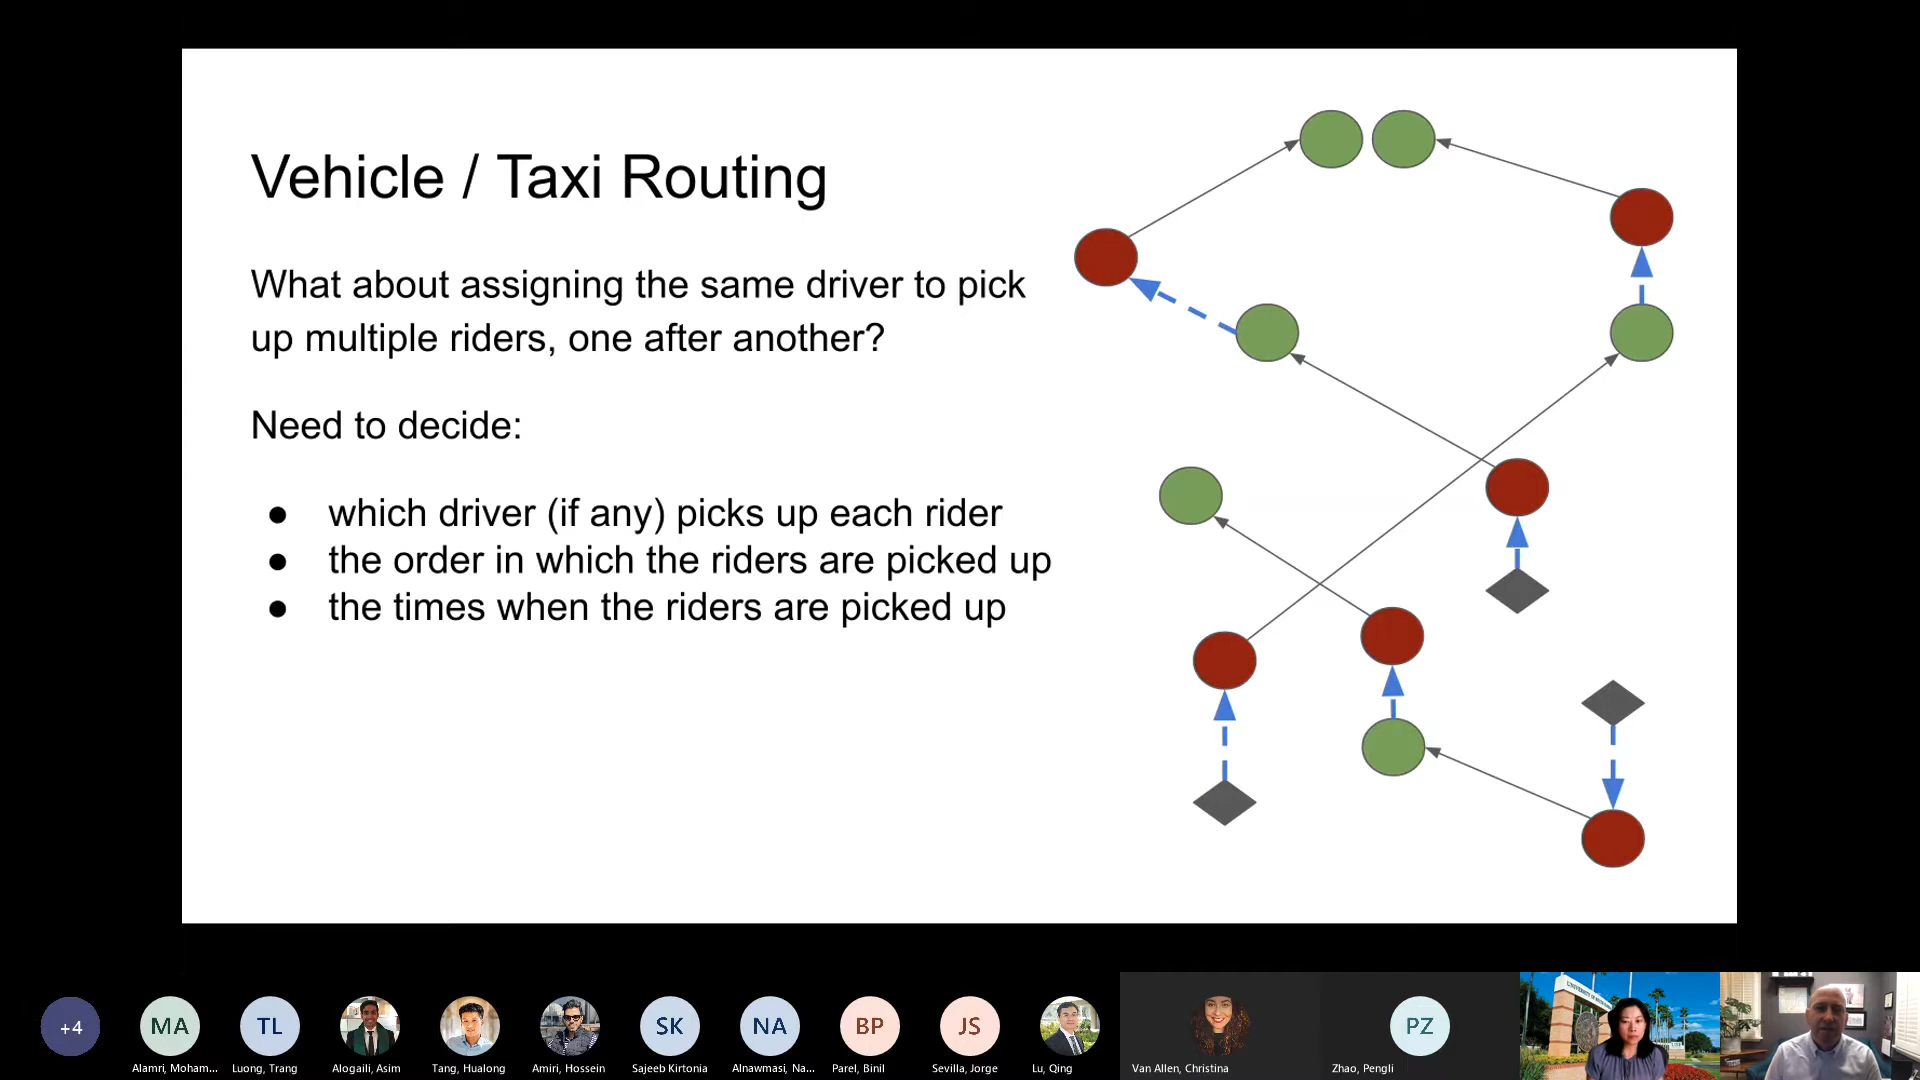 Vehicle / Taxi Routing
What about assigning the same driver to pick
up multiple riders, one after another?
Need to decide:
● which driver (if any) picks up each rider
● the order in which the riders are picked up
● the times when the riders are picked up
+4
MA
TL
SK
NA
BP
JS
PZ
Alamri, Moham...
Luong, Trang
Alogaili, Asim
Tang, Hualong
Amiri, Hossein
Sajeeb Kirtonia
Alnawmasi, Na...
Parel, Binil
Sevilla, Jorge
Lu, Qing
Van Allen, Christina
Zhao, Pengli